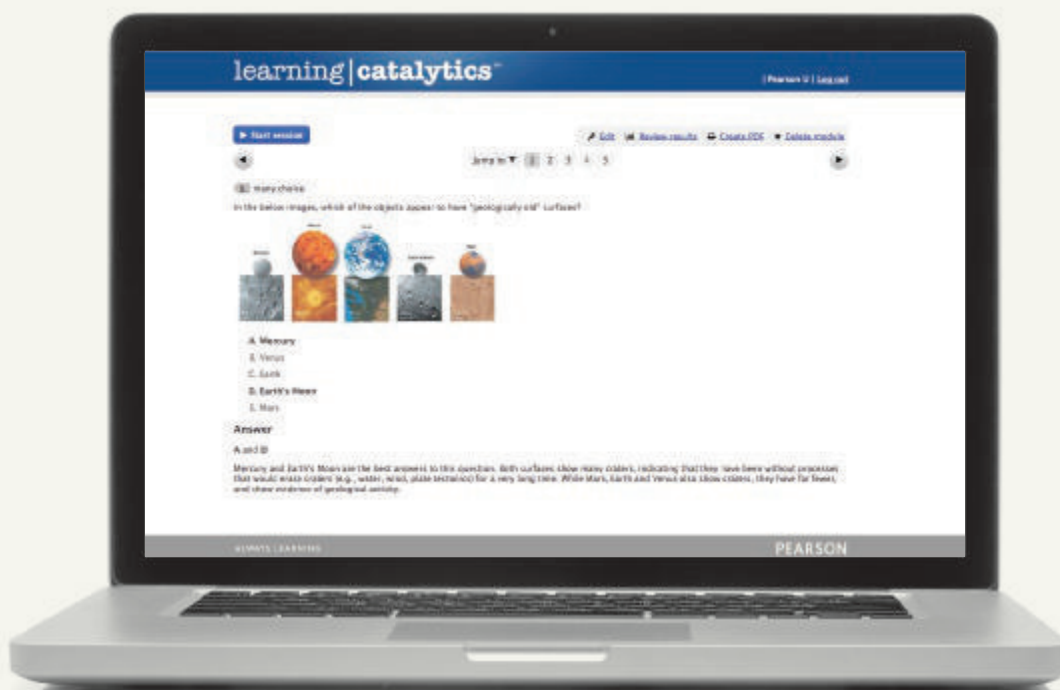 learning|catalytics™
| Pearson U | Log out
Start session
Edit Review results Create PDF Delete module
Jump to ▼ 1 2 3 4 5
many choice
In the below images, which of the objects appear to have "geologically old" surfaces?
A. Mercury
B. Venus
C. Earth
D. Earth's Moon
E. Mars
Answer
A and D
Mercury and Earth's Moon are the best answers to this question. Both surfaces show many craters, indicating that they have been without processes
that would erase craters (e.g., water, wind, plate tectonics) for a very long time. While Mars, Earth and Venus also show craters, they have far fewer,
and show evidence of geological activity.
ALWAYS LEARNING
PEARSON